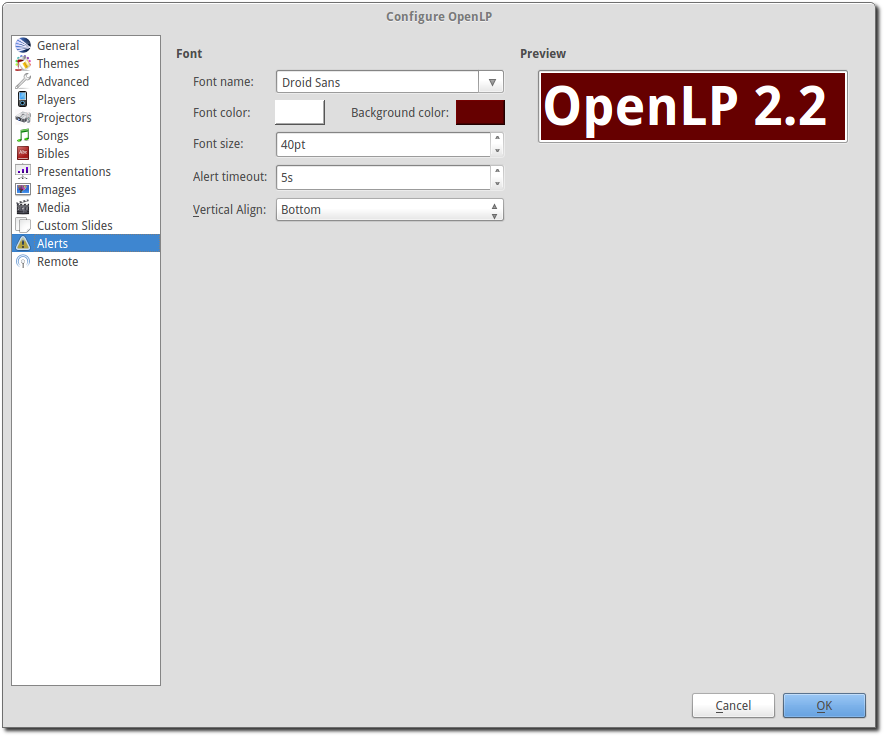 Configure OpenLP
General
Themes
Advanced
Players
Projectors
Songs
Bibles
Presentations
Images
Media
Custom Slides
Alerts
Remote
Font
Font name: Droid Sans
Font color: Background color:
Font size: 40pt
Alert timeout: 5s
Vertical Align: Bottom
Preview
OpenLP 2.2
Cancel OK